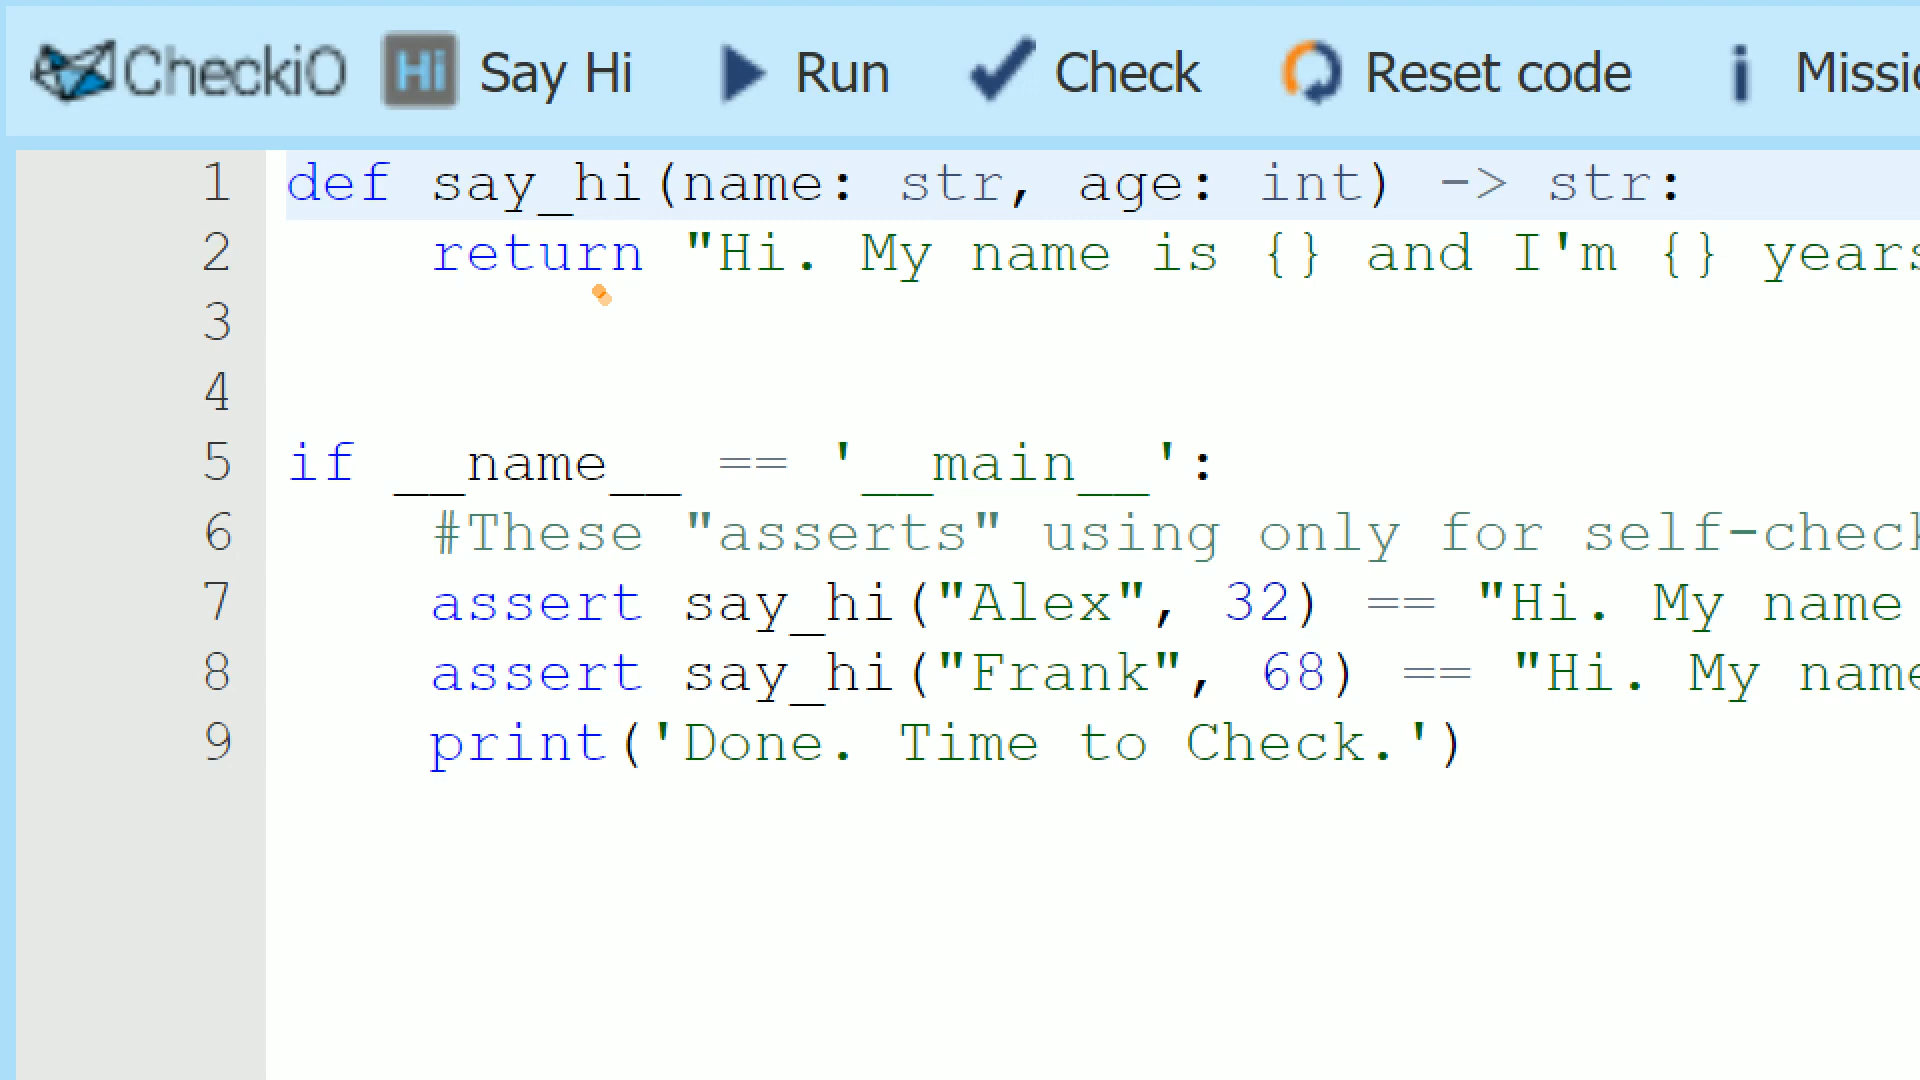 CheckiO Hi Say Hi Run Check Reset code i
1 def say_hi(name: str, age: int) -> str:
2 return "Hi. My name is {} and I'm {} years
3
4
5 if __name__ == '__main__':
6 #These "asserts" using only for self-check
7 assert say_hi("Alex", 32) == "Hi. My name
8 assert say_hi("Frank", 68) == "Hi. My name
9 print('Done. Time to Check.')